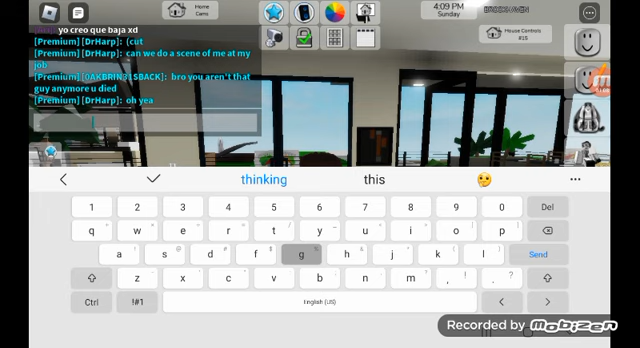 yo creo que baja xd
[Premium] [DrHarp]: (cut
[Premium] [DrHarp]: can we do a scene of me at my
job
[Premium] [OAKBRIN31SBACK]: bro you aren't that
guy anymore u died
[Premium] [DrHarp]: oh yea
Home
Cams
4:09 PM
Sunday
BROOKHAVEN
House Controls
#15
thinking this
1 2 3 4 5 6 7 8 9 0 Del
q w e r t y u i o p
a s d f g h j k l Send
z x c v b n m , ! . ?
Ctrl !#1 English (US) < >
Recorded by mobizen